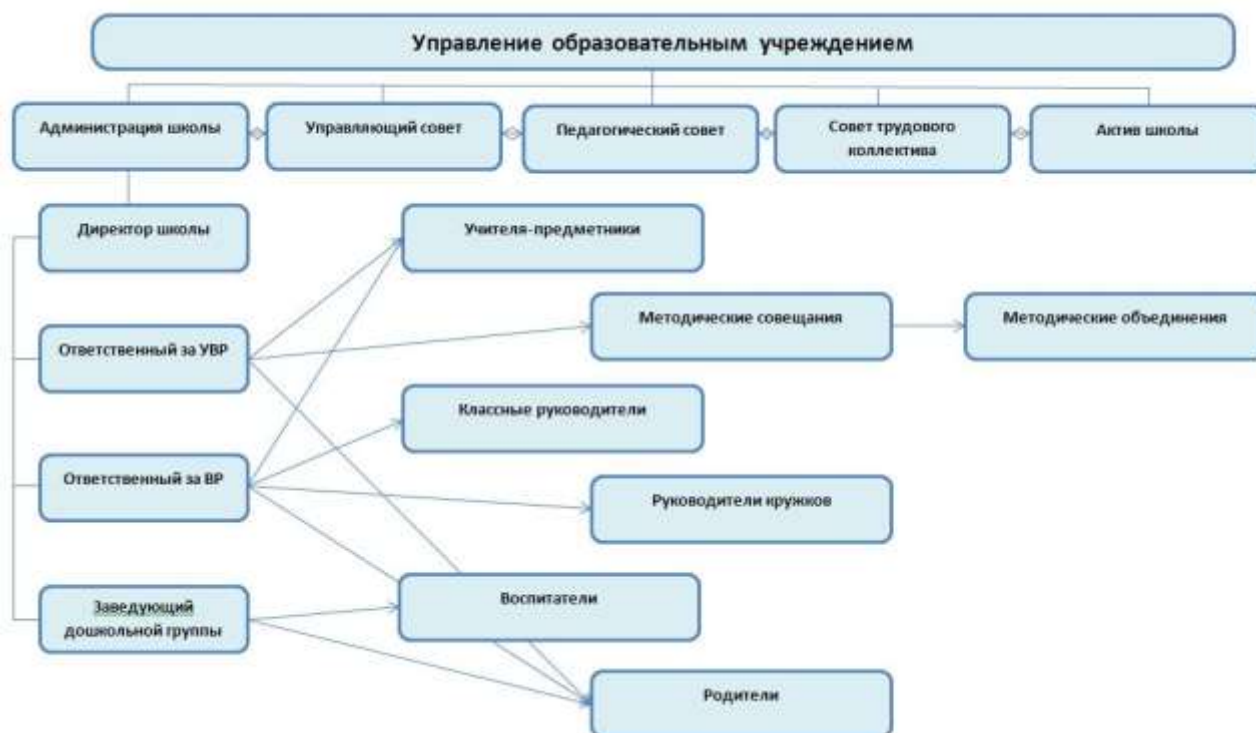 Управление образовательным учреждением
Администрация школы
Управляющий совет
Педагогический совет
Совет трудового
коллектива
Актив школы
Директор школы
Учителя-предметники
Ответственный за УВР
Методические совещания
Методические объединения
Классные руководители
Ответственный за ВР
Руководители кружков
Заведующий
дошкольной группы
Воспитатели
Родители